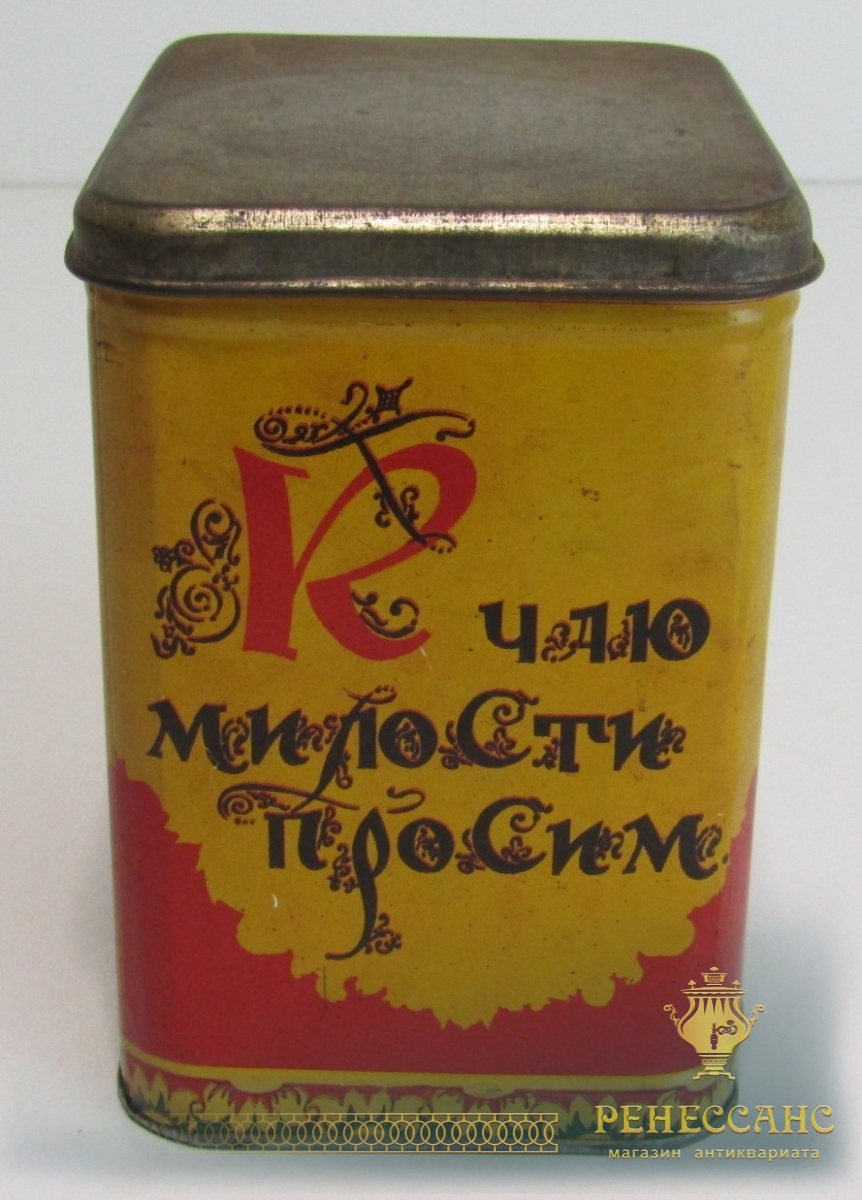 К чаю
милости
просим.
РЕНЕССАНС
магазин антиквариата